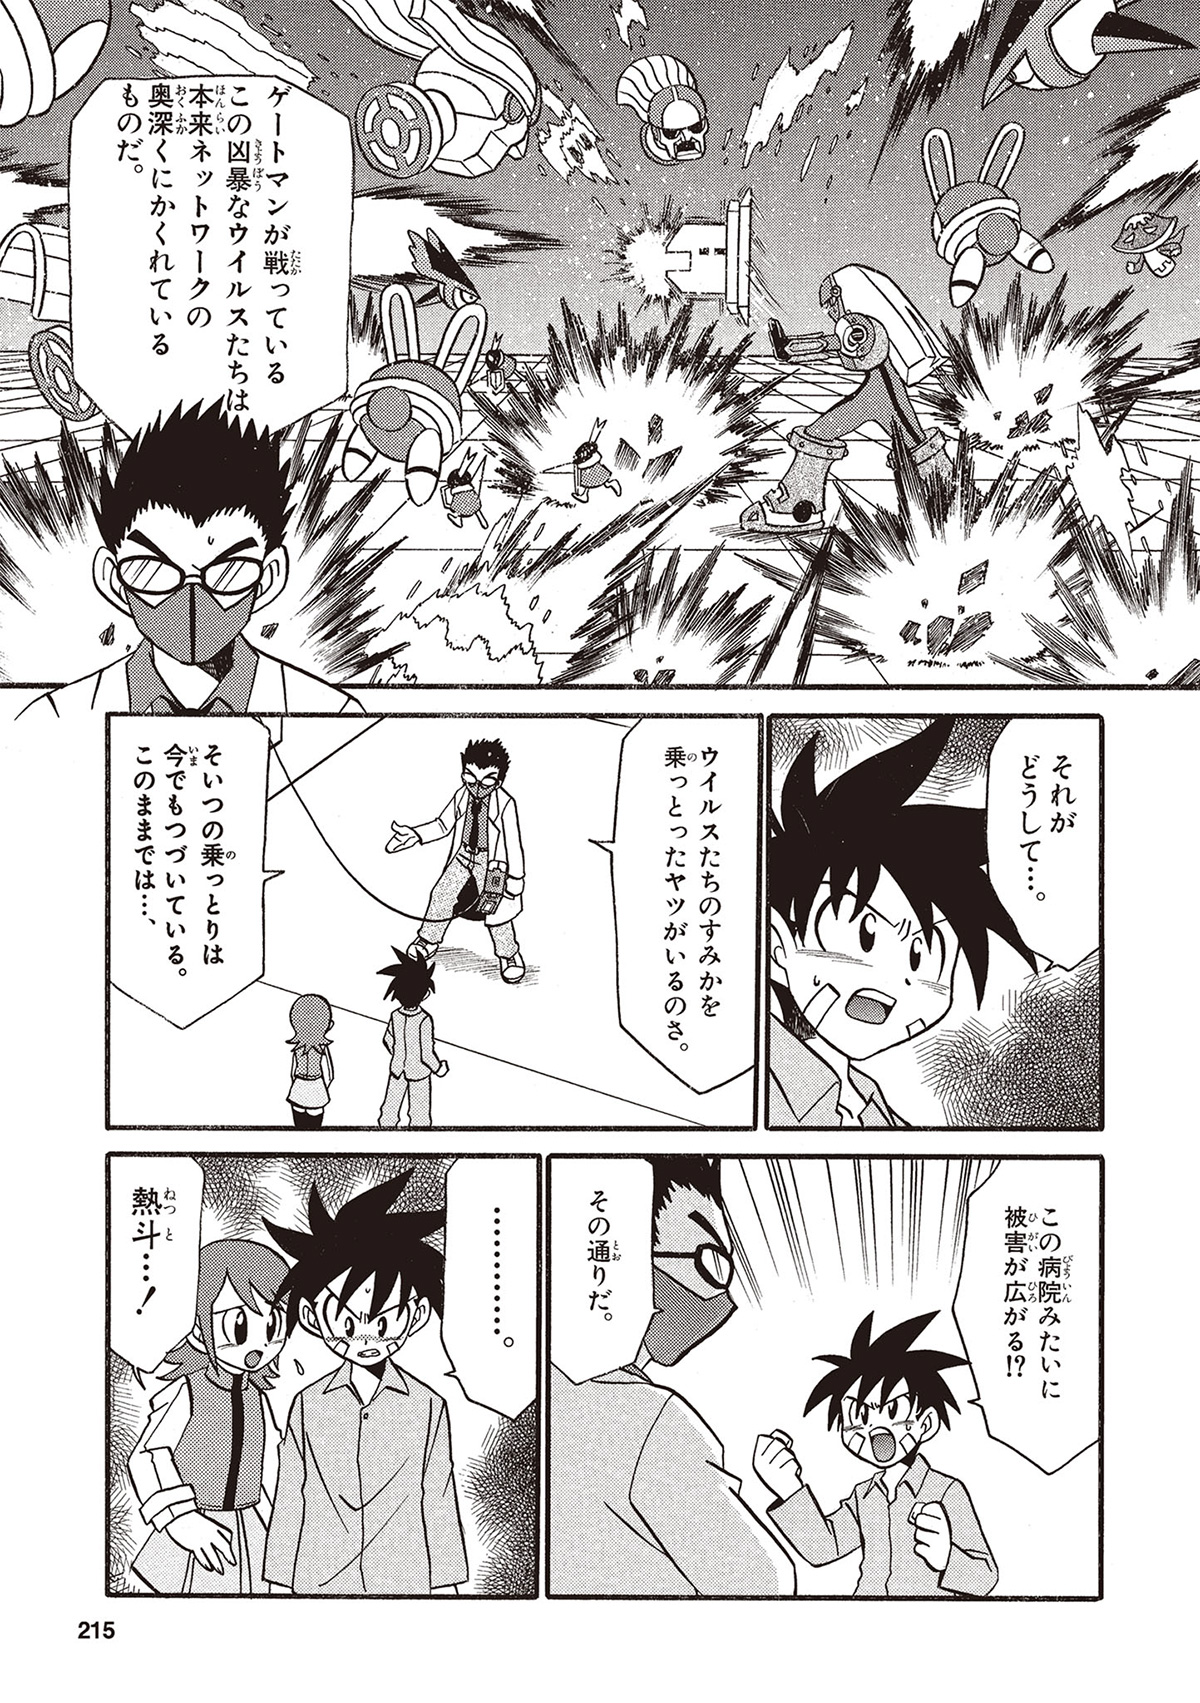 ゲートマンが戦っている
この凶暴なウイルスたちは
本来ネットワークの
奥深くにかくれている
ものだ。
それが
どうして…。
ウイルスたちのすみかを
乗っとったヤツがいるのさ。
そいつの乗っとりは
今でもつづいている。
このままでは…、
この病院みたいに
被害が広がる!?
その通りだ。
…………。
熱斗…!
215